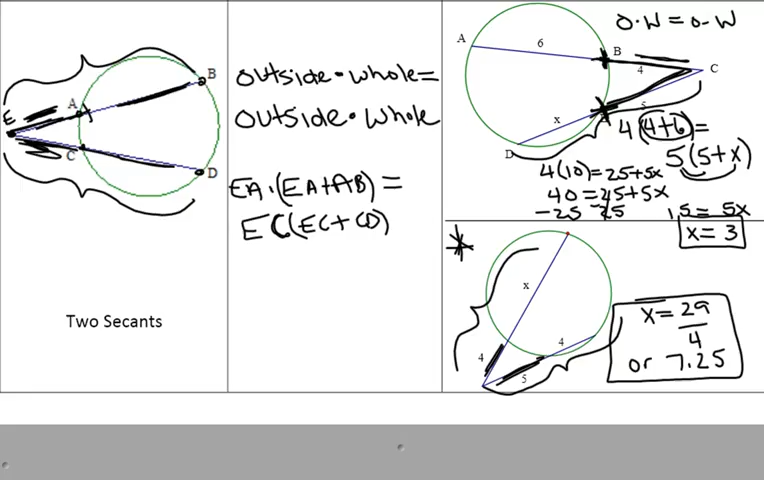 E
A
B
C
D
Two Secants
outside • whole =
outside • whole
EA • (EA + AB) =
EC(EC + CD)
O • W = O • W
A
6
B
4
C
5
x
D
4(4+6) =
5(5+x)
4(10) = 25+5x
40 = 25+5x
-25 -25
15 = 5x
x = 3
x
4
4
5
x = 29/4
or 7.25